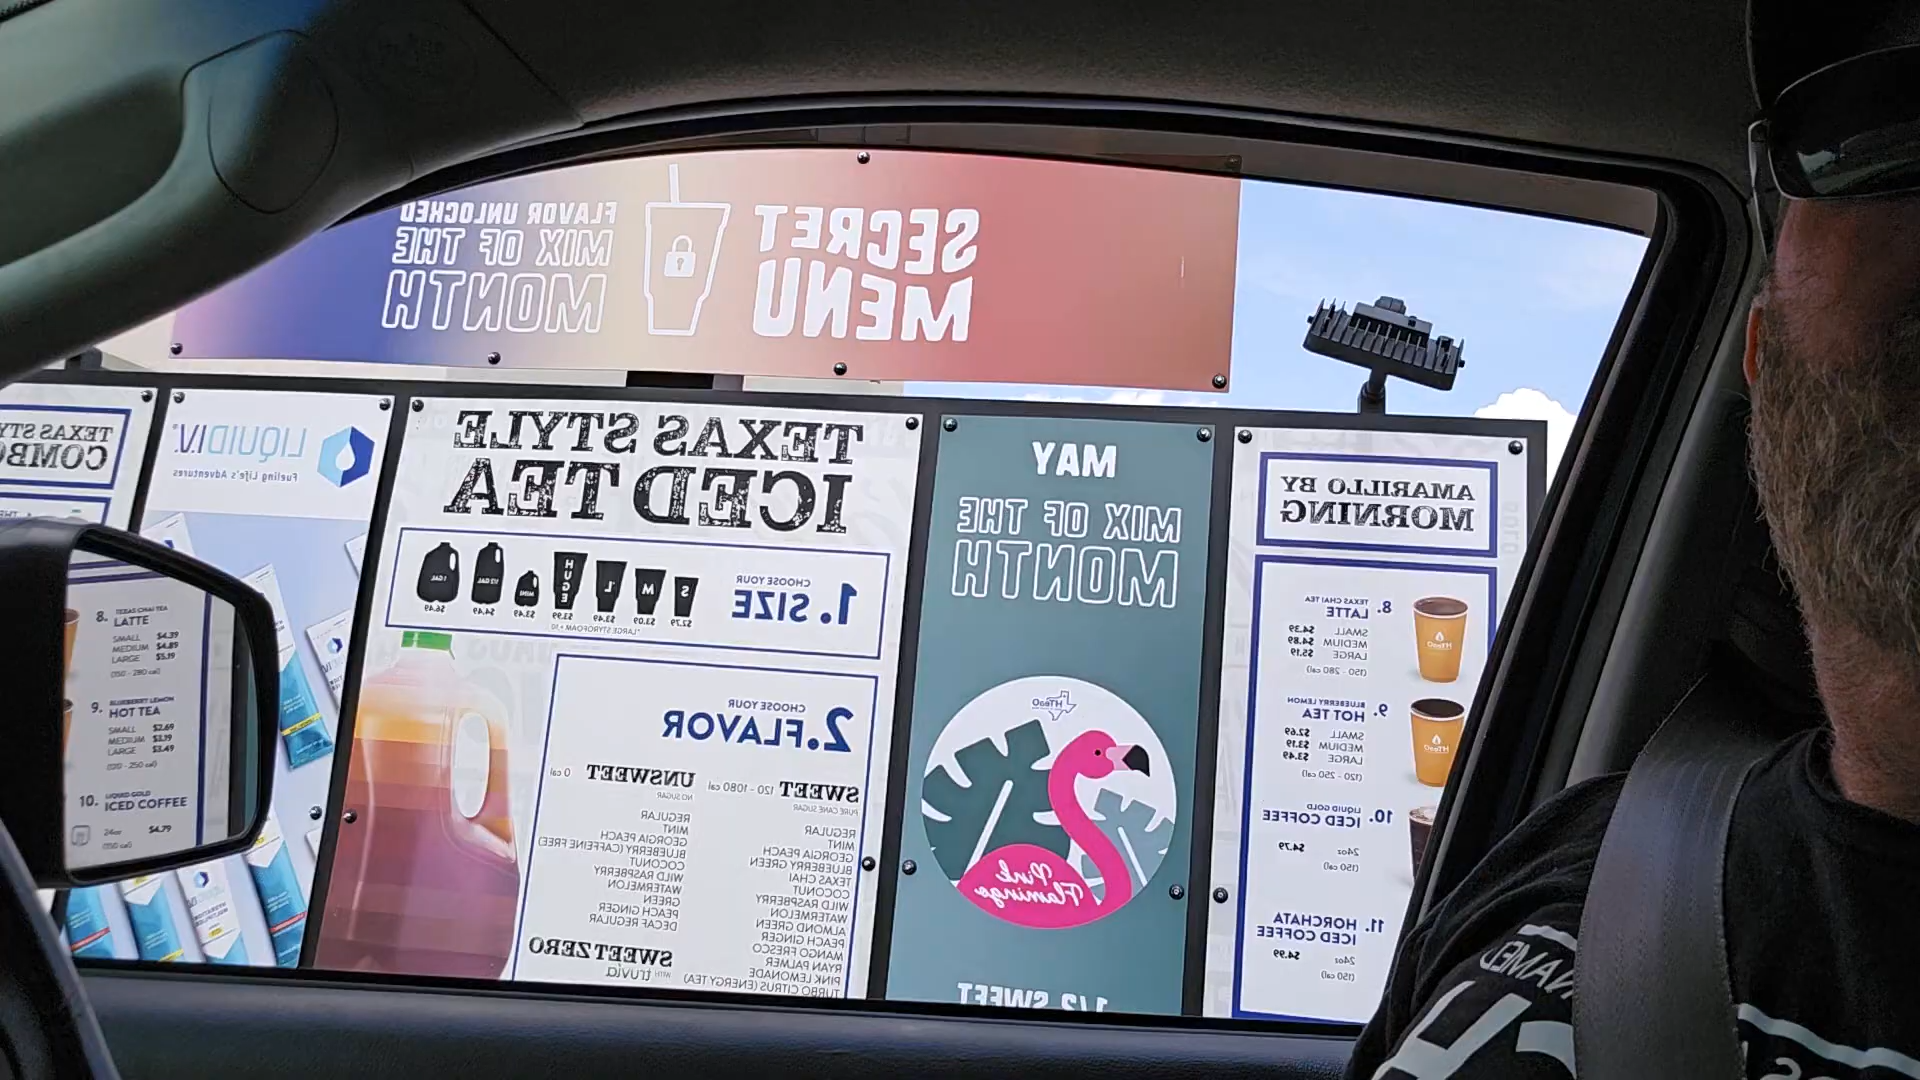 SECRET
MENU
FLAVOR UNLOCKED
MIX OF THE
MONTH
AMARILLO BY
MORNING
8. TEXAS CHAI TEA
LATTE
SMALL $4.39
MEDIUM $4.89
LARGE $5.19
(150 - 280 cal)
9. BLUEBERRY LEMON
HOT TEA
SMALL $2.69
MEDIUM $3.19
LARGE $3.49
(120 - 250 cal)
10. LIQUID GOLD
ICED COFFEE
24oz $4.79
(150 cal)
11. HORCHATA
ICED COFFEE
24oz $4.99
(150 cal)
HTeaO
HTeaO
MAY
MIX OF THE
MONTH
HTeaO
Pink
Flamingo
1/2 SWEET
TEXAS STYLE
ICED TEA
1. CHOOSE YOUR
SIZE
S M L HUGE MINI 1/2 GAL 1 GAL
$2.79 $3.09 $3.49 $3.99 $3.49 $4.49 $6.49
*LARGE STYROFOAM
2. CHOOSE YOUR
FLAVOR
SWEET 120 - 1080 cal
PURE CANE SUGAR
REGULAR
MINT
GEORGIA PEACH
BLUEBERRY GREEN
TEXAS CHAI
COCONUT
WILD RASPBERRY
WATERMELON
ALMOND GREEN
PEACH GINGER
MANGO FRESCO
RYAN PALMER
PINK LEMONADE
TURBO CITRUS (ENERGY TEA)
UNSWEET 0 cal
NO SUGAR
REGULAR
MINT
GEORGIA PEACH
BLUEBERRY (CAFFEINE FREE)
COCONUT
WILD RASPBERRY
WATERMELON
GREEN
PEACH GINGER
DECAF REGULAR
SWEETZERO
WITH truvia
LIQUID I.V.
Fueling Life's Adventures
TEXAS STY
COMBO
8. TEXAS CHAI TEA
LATTE
SMALL $4.39
MEDIUM $4.89
LARGE $5.19
(150 - 280 cal)
9. BLUEBERRY LEMON
HOT TEA
SMALL $2.69
MEDIUM $3.19
LARGE $3.49
(120 - 250 cal)
10. LIQUID GOLD
ICED COFFEE
24oz $4.79
(150 cal)
NAMED